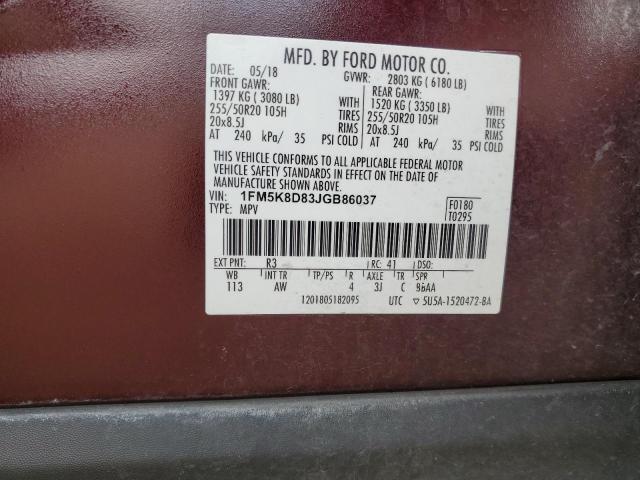 MFD. BY FORD MOTOR CO.
DATE: 05/18 GVWR: 2803 KG ( 6180 LB)
FRONT GAWR: REAR GAWR:
1397 KG ( 3080 LB) WITH 1520 KG ( 3350 LB) WITH
255/50R20 105H TIRES 255/50R20 105H TIRES
20x8.5J RIMS 20x8.5J RIMS
AT 240 kPa/ 35 PSI COLD AT 240 kPa/ 35 PSI COLD
THIS VEHICLE CONFORMS TO ALL APPLICABLE FEDERAL MOTOR
VEHICLE SAFETY STANDARDS IN EFFECT ON THE DATE OF
MANUFACTURE SHOWN ABOVE.
VIN: 1FM5K8D83JGB86037 F0180
TYPE: MPV T0295
EXT PNT: R3 RC: 41 DSO:
WB INT TR TP/PS R AXLE TR SPR
113 AW 4 3J C BBAA
1201805182095 UTC ▽ 5U5A-1520472-BA